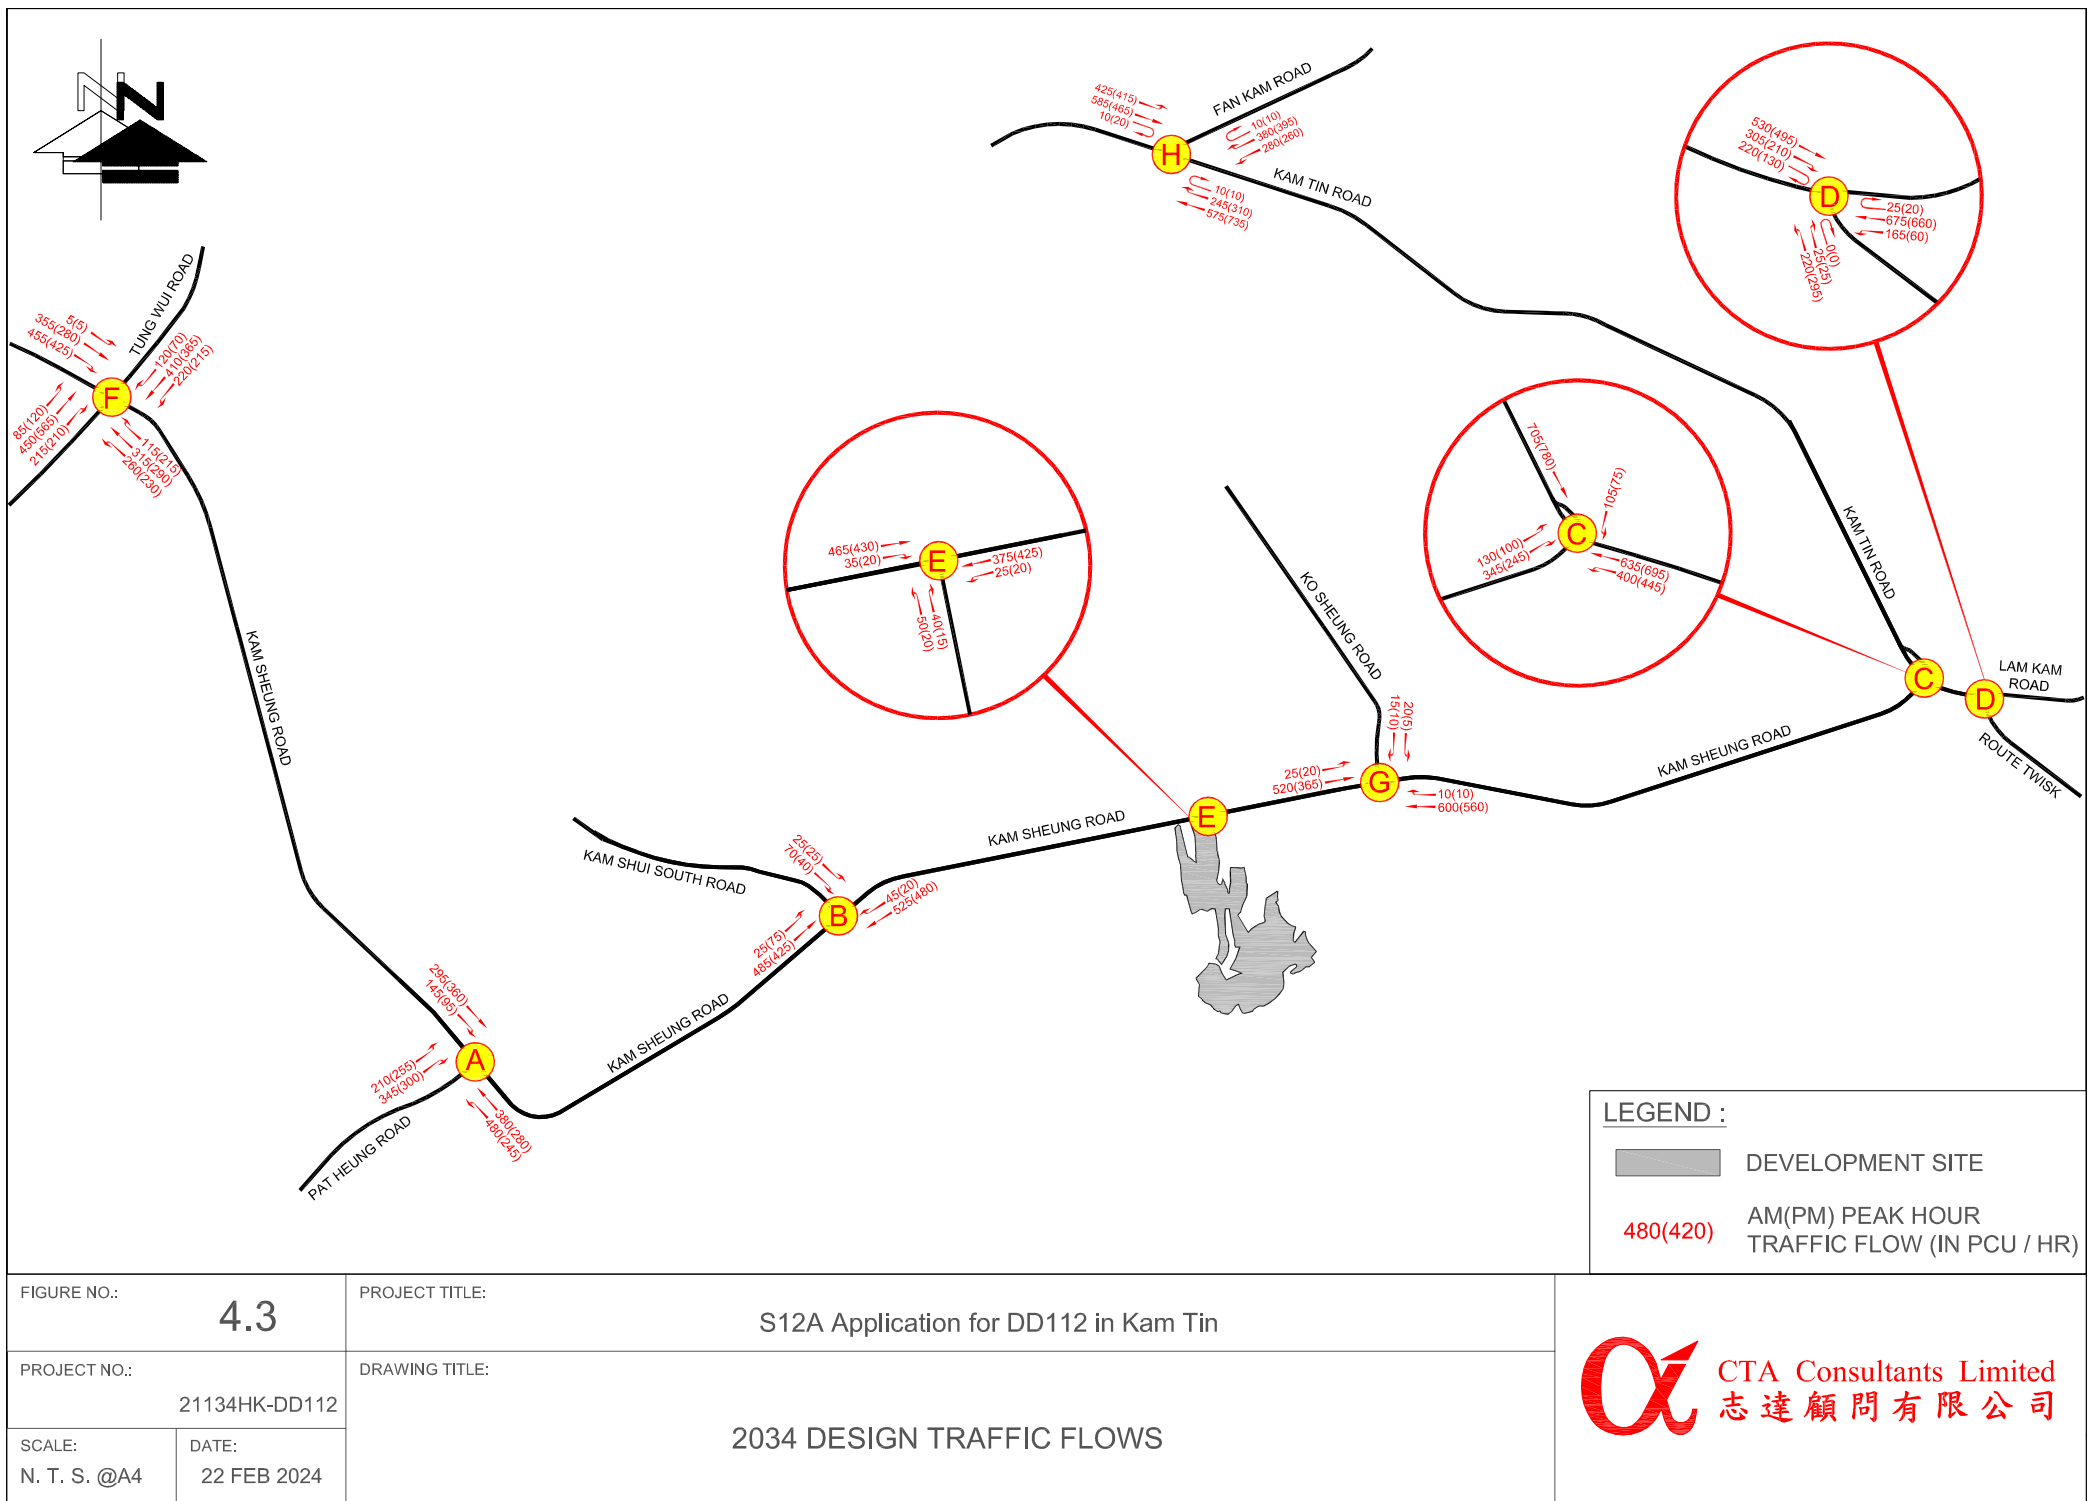 N
N
425(415)
585(465)
10(20)
FAN KAM ROAD
10(10)
380(395)
280(260)
H
KAM TIN ROAD
10(10)
245(310)
575(735)
530(495)
305(210)
220(130)
D
25(20)
675(660)
165(60)
0(0)
25(25)
220(295)
TUNG WUI ROAD
5(5)
355(280)
455(425)
120(70)
410(365)
220(215)
F
85(120)
450(565)
215(210)
115(215)
315(290)
260(230)
KAM SHEUNG ROAD
465(430)
35(20)
E
375(425)
25(20)
40(15)
50(20)
705(780)
105(75)
C
130(100)
345(245)
635(695)
400(445)
KAM TIN ROAD
KO SHEUNG ROAD
20(5)
15(10)
LAM KAM
ROAD
C
D
ROUTE TWISK
KAM SHEUNG ROAD
25(20)
520(365)
G
10(10)
600(560)
E
KAM SHEUNG ROAD
KAM SHUI SOUTH ROAD
25(25)
70(40)
B
45(20)
525(480)
25(75)
485(425)
KAM SHEUNG ROAD
295(360)
145(95)
A
210(255)
345(300)
380(280)
480(245)
PAT HEUNG ROAD
LEGEND :
DEVELOPMENT SITE
480(420)
AM(PM) PEAK HOUR
TRAFFIC FLOW (IN PCU / HR)
FIGURE NO.:
4.3
PROJECT TITLE:
S12A Application for DD112 in Kam Tin
PROJECT NO.:
21134HK-DD112
DRAWING TITLE:
2034 DESIGN TRAFFIC FLOWS
SCALE:
N. T. S. @A4
DATE:
22 FEB 2024
α
CTA Consultants Limited
志達顧問有限公司